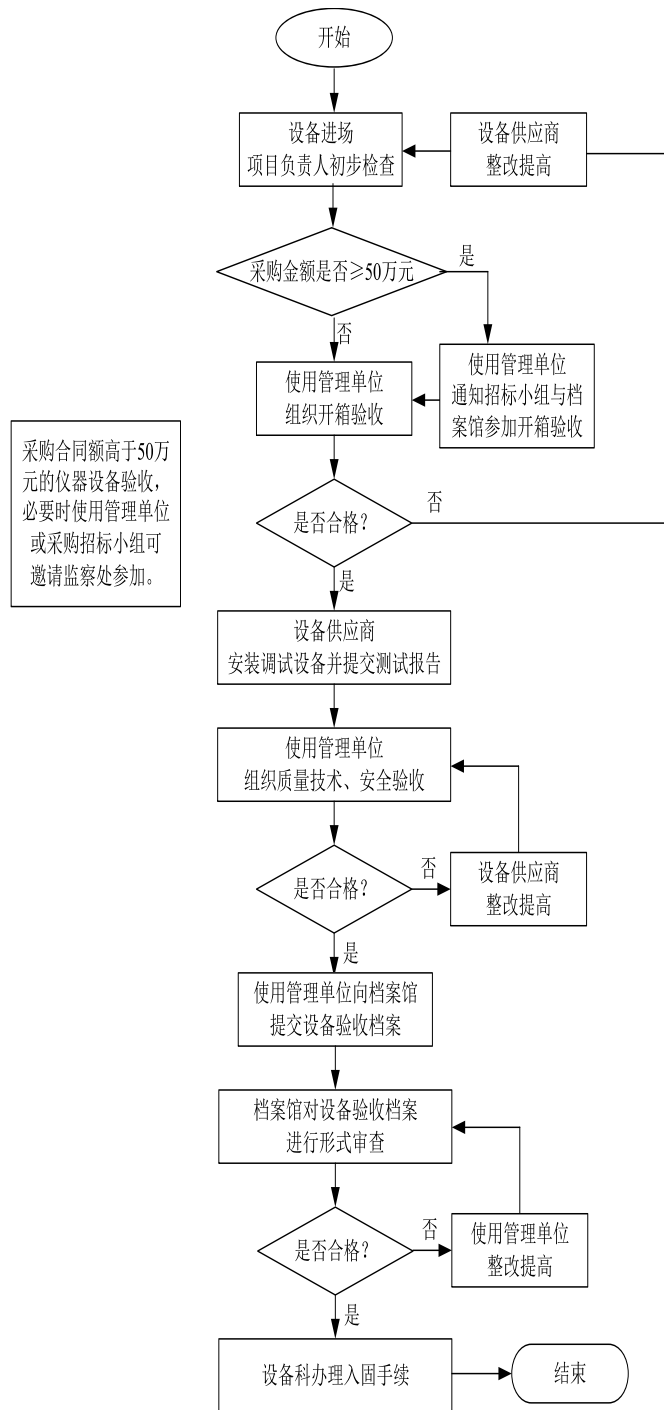 开始
设备进场
项目负责人初步检查
设备供应商
整改提高
采购金额是否≥50万元
是
否
使用管理单位
组织开箱验收
使用管理单位
通知招标小组与档
案馆参加开箱验收
采购合同额高于50万
元的仪器设备验收，
必要时使用管理单位
或采购招标小组可
邀请监察处参加。
是否合格？
否
是
设备供应商
安装调试设备并提交测试报告
使用管理单位
组织质量技术、安全验收
是否合格？
否
设备供应商
整改提高
是
使用管理单位向档案馆
提交设备验收档案
档案馆对设备验收档案
进行形式审查
是否合格？
否
使用管理单位
整改提高
是
设备科办理入固手续
结束